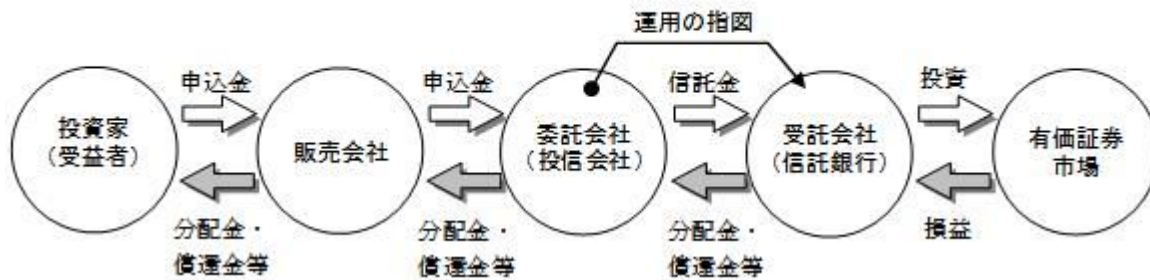 運用の指図
申込金
申込金
信託金
投資
投資家
（受益者）
販売会社
委託会社
（投信会社）
受託会社
（信託銀行）
有価証券
市場
分配金・
償還金等
分配金・
償還金等
分配金・
償還金等
損益